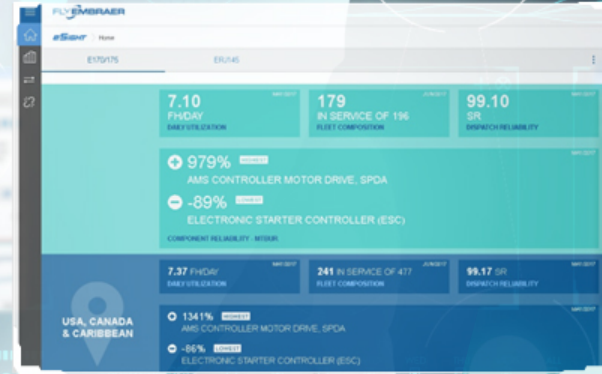 FLYEMBRAER
eSIGHT Home
E170/175 ERJ145
7.10 MAY/2017
FH/DAY
DAILY UTILIZATION
179 JUN/2017
IN SERVICE OF 196
FLEET COMPOSITION
99.10 MAY/2017
SR
DISPATCH RELIABILITY
979% HIGHEST MAY/2017
AMS CONTROLLER MOTOR DRIVE, SPDA
-89% LOWEST
ELECTRONIC STARTER CONTROLLER (ESC)
COMPONENT RELIABILITY - MTBUR
USA, CANADA
& CARIBBEAN
7.37 FH/DAY MAY/2017
DAILY UTILIZATION
241 IN SERVICE OF 477 JUN/2017
FLEET COMPOSITION
99.17 SR MAY/2017
DISPATCH RELIABILITY
1341% HIGHEST MAY/2017
AMS CONTROLLER MOTOR DRIVE, SPDA
-86% LOWEST
ELECTRONIC STARTER CONTROLLER (ESC)